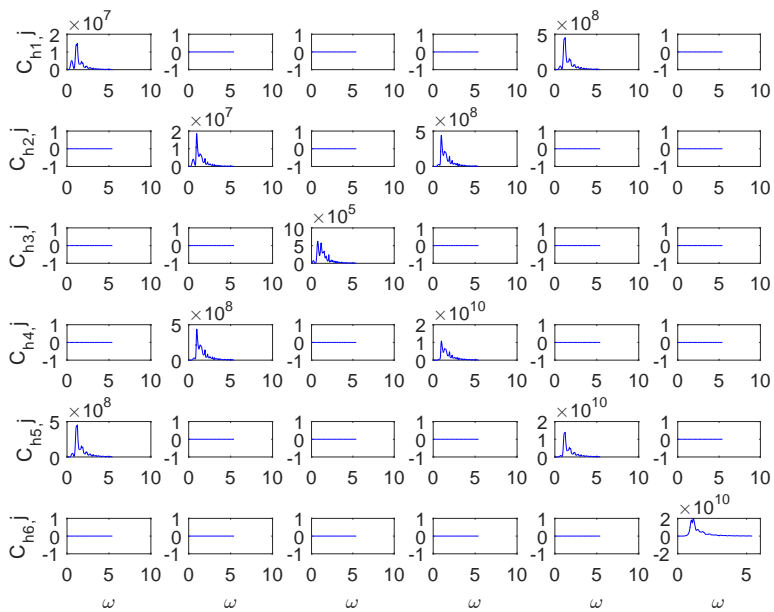 ×10⁷ ×10⁸
2 1 1 1 5 1
C_h1,j 1 0 0 0 0
0 -1 -1 -1 0 -1
0 5 10 0 5 10 0 5 10 0 5 10 0 5 10 0 5 10
×10⁷ ×10⁸
1 2 1 5 1 1
C_h2,j 0 1 0 0 0
-1 0 -1 0 -1 -1
0 5 10 0 5 10 0 5 10 0 5 10 0 5 10 0 5 10
×10⁵
1 1 10 1 1 1
C_h3,j 0 0 5 0 0 0
-1 -1 0 -1 -1 -1
0 5 10 0 5 10 0 5 10 0 5 10 0 5 10 0 5 10
×10⁸ ×10¹⁰
1 5 1 2 1 1
C_h4,j 0 0 1 0 0
-1 0 -1 0 -1 -1
0 5 10 0 5 10 0 5 10 0 5 10 0 5 10 0 5 10
×10⁸ ×10¹⁰
5 1 1 1 2 1
C_h5,j 0 0 0 1 0
0 -1 -1 -1 0 -1
0 5 10 0 5 10 0 5 10 0 5 10 0 5 10 0 5 10
×10¹⁰
1 1 1 1 1 2
C_h6,j 0 0 0 0 0 0
-1 -1 -1 -1 -1 -2
0 5 10 0 5 10 0 5 10 0 5 10 0 5 10 0 5
ω ω ω ω ω ω